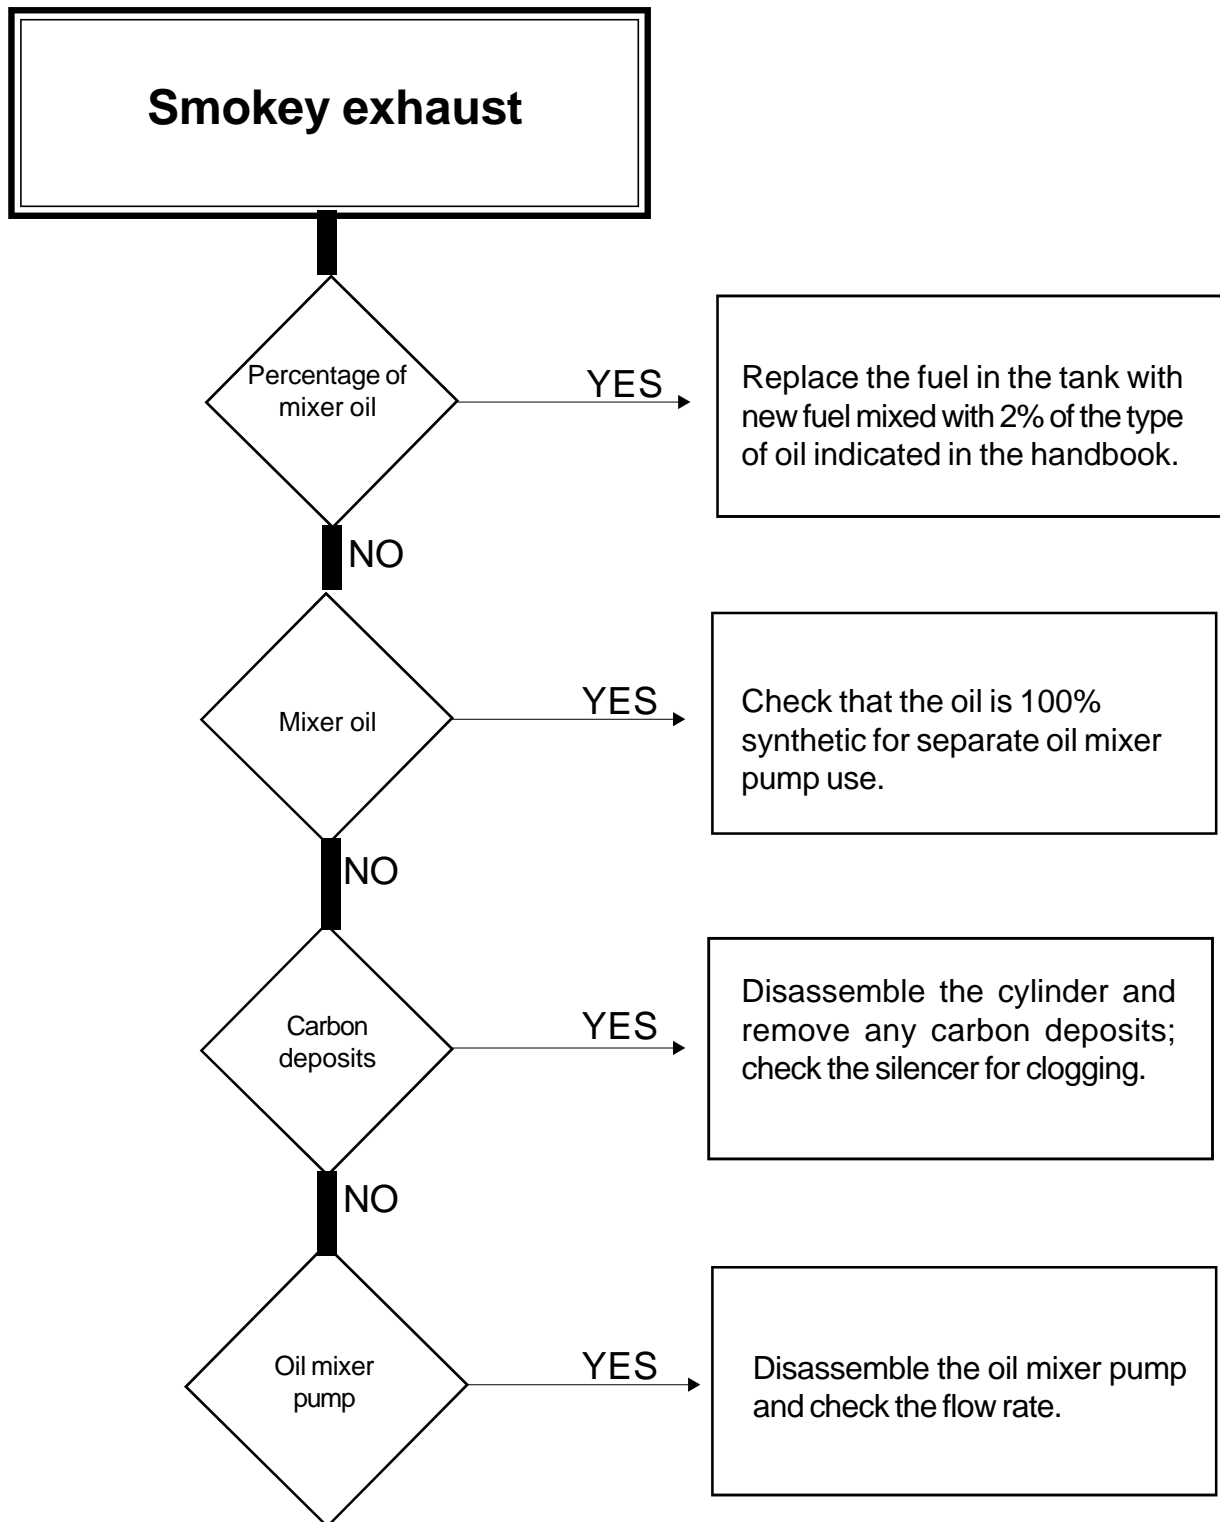 Smokey exhaust
Percentage of
mixer oil
YES
Replace the fuel in the tank with
new fuel mixed with 2% of the type
of oil indicated in the handbook.
NO
Mixer oil
YES
Check that the oil is 100%
synthetic for separate oil mixer
pump use.
NO
Carbon
deposits
YES
Disassemble the cylinder and
remove any carbon deposits;
check the silencer for clogging.
NO
Oil mixer
pump
YES
Disassemble the oil mixer pump
and check the flow rate.